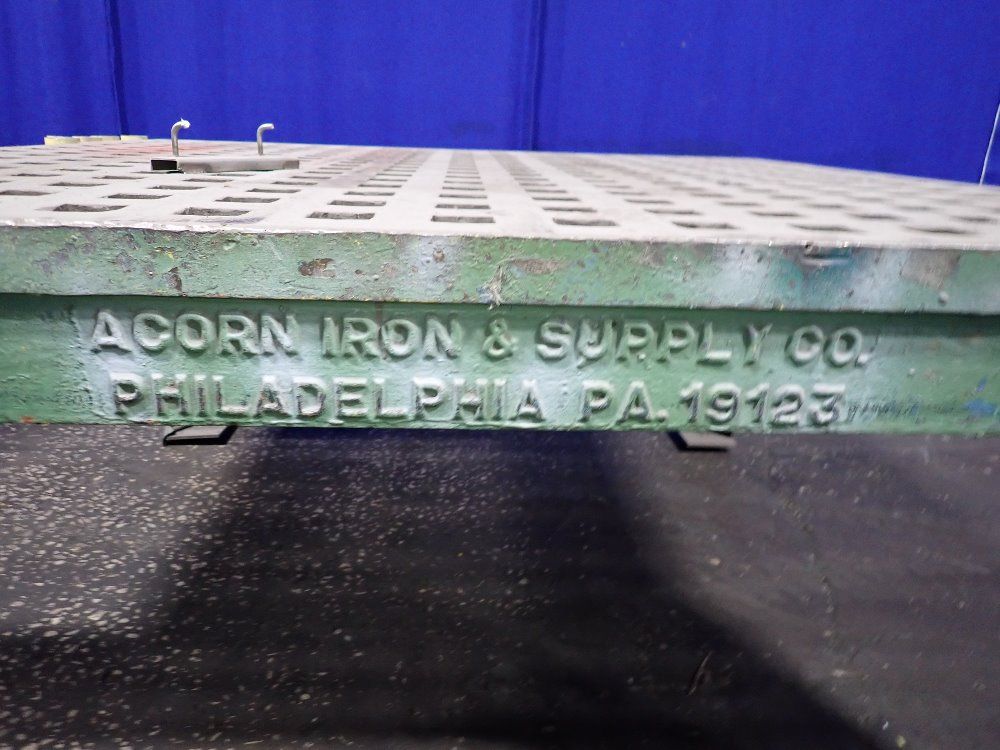 ACORN IRON & SUPPLY CO.
PHILADELPHIA PA. 19123